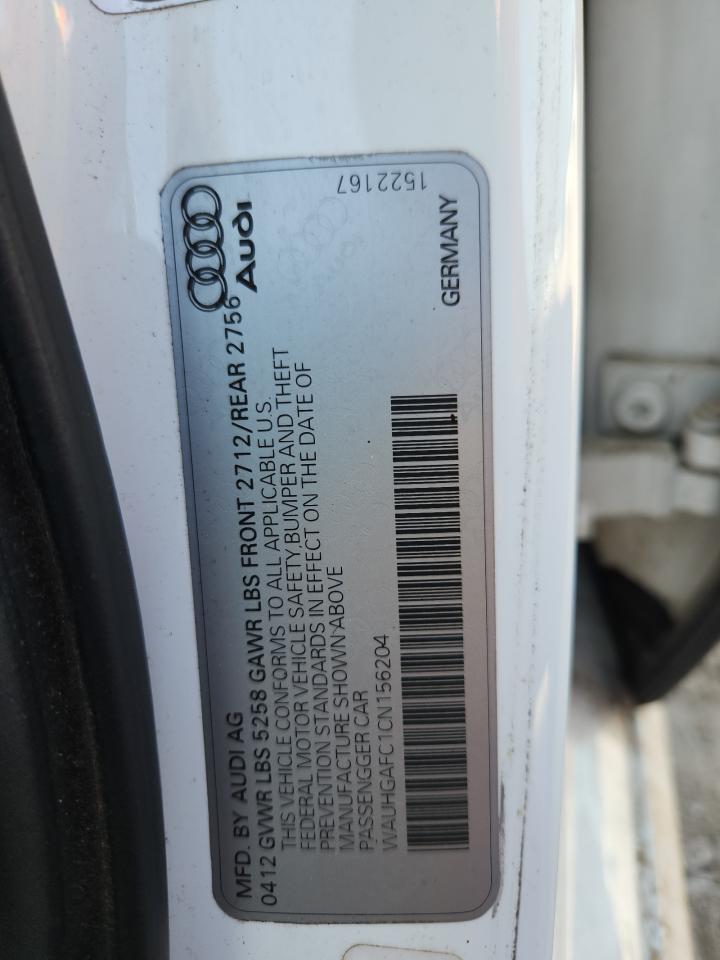 MFD. BY AUDI AG
0412 GVWR LBS 5258 GAWR LBS FRONT 2712/REAR 2756
THIS VEHICLE CONFORMS TO ALL APPLICABLE U.S.
FEDERAL MOTOR VEHICLE SAFETY,BUMPER AND THEFT
PREVENTION STANDARDS IN EFFECT ON THE DATE OF
MANUFACTURE SHOWN ABOVE
PASSENGGER CAR
WAUHGAFC1CN156204
Audi
GERMANY
1522167